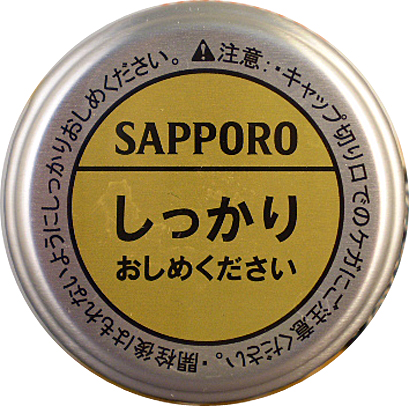 SAPPORO
しっかり
おしめください
⚠注意:・キャップ切り口でのケガにご注意ください。・開栓後はもれないようにしっかりおしめください。